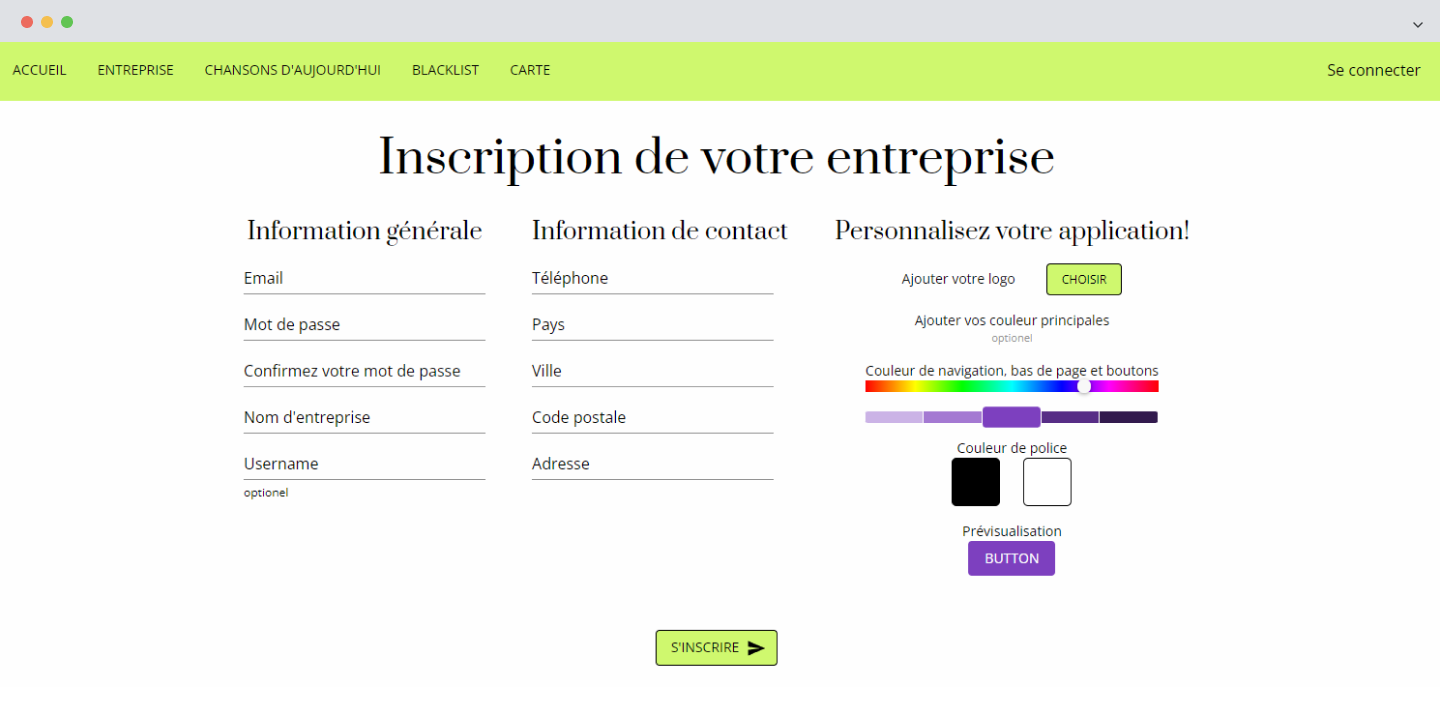 ACCUEIL ENTREPRISE CHANSONS D'AUJOURD'HUI BLACKLIST CARTE Se connecter
Inscription de votre entreprise
Information générale
Email
Mot de passe
Confirmez votre mot de passe
Nom d'entreprise
Username
optionel
Information de contact
Téléphone
Pays
Ville
Code postale
Adresse
Personnalisez votre application!
Ajouter votre logo CHOISIR
Ajouter vos couleur principales
optionel
Couleur de navigation, bas de page et boutons
Couleur de police
Prévisualisation
BUTTON
S'INSCRIRE